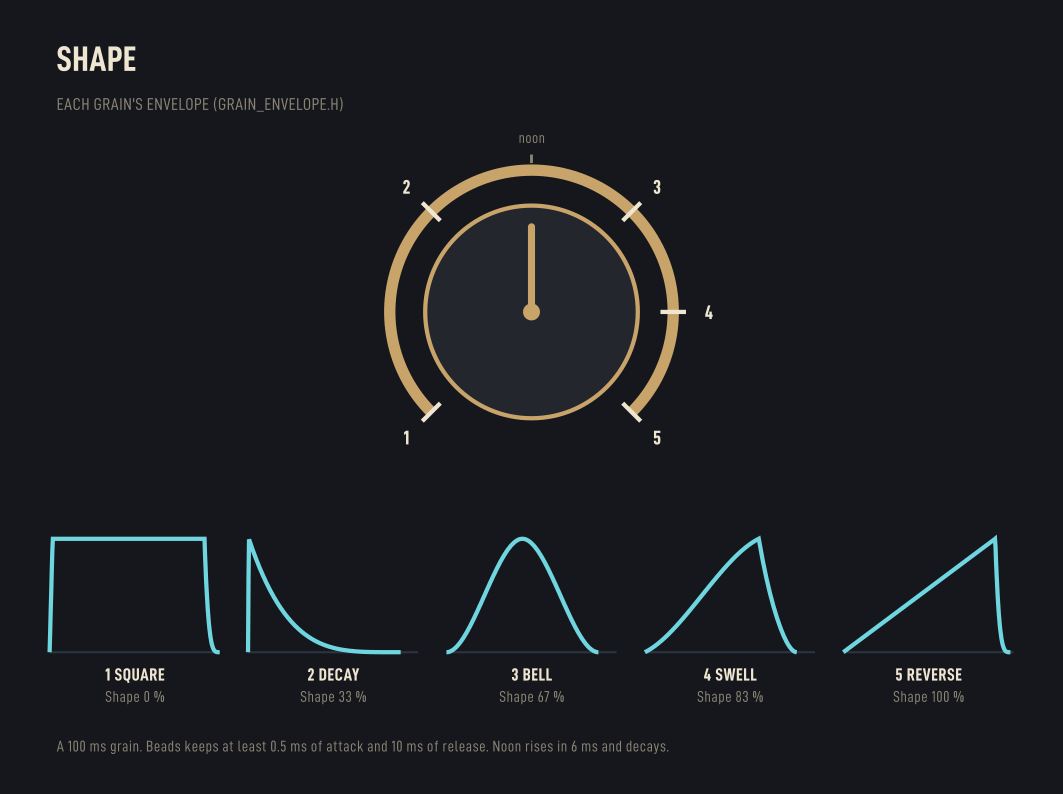 SHAPE
EACH GRAIN'S ENVELOPE (GRAIN_ENVELOPE.H)
noon
2
3
4
1
5
1 SQUARE
Shape 0 %
2 DECAY
Shape 33 %
3 BELL
Shape 67 %
4 SWELL
Shape 83 %
5 REVERSE
Shape 100 %
A 100 ms grain. Beads keeps at least 0.5 ms of attack and 10 ms of release. Noon rises in 6 ms and decays.